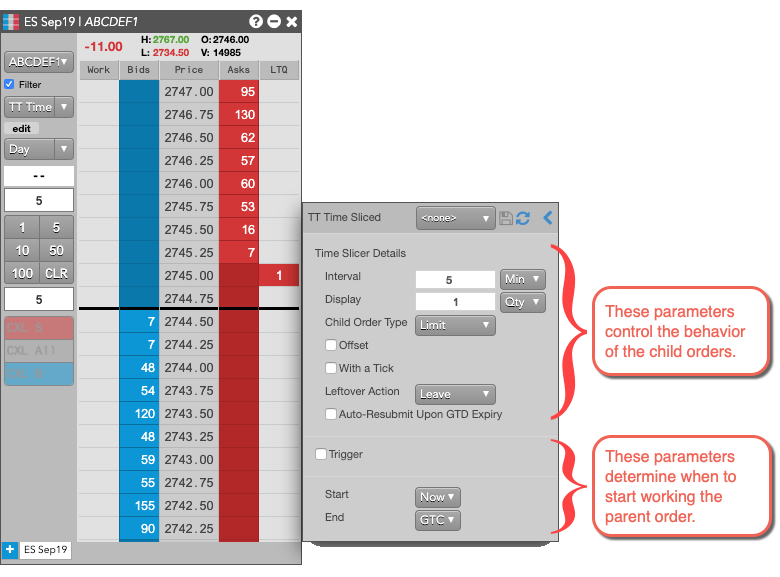 ES Sep19 | ABCDEF1
-11.00
H: 2767.00 O: 2746.00
L: 2734.50 V: 14985
ABCDEF1
Filter
TT Time
edit
Day
--
5
1 5
10 50
100 CLR
5
CXL All
Work Bids Price Asks LTQ
2747.00 95
2746.75 130
2746.50 62
2746.25 57
2746.00 60
2745.75 53
2745.50 16
2745.25 7
2745.00 1
2744.75
7 2744.50
7 2744.25
48 2744.00
54 2743.75
120 2743.50
48 2743.25
59 2743.00
55 2742.75
155 2742.50
90 2742.25
+ ES Sep19
TT Time Sliced <none>
Time Slicer Details
Interval 5 Min
Display 1 Qty
Child Order Type Limit
Offset
With a Tick
Leftover Action Leave
Auto-Resubmit Upon GTD Expiry
Trigger
Start Now
End GTC
These parameters
control the behavior
of the child orders.
These parameters
determine when to
start working the
parent order.